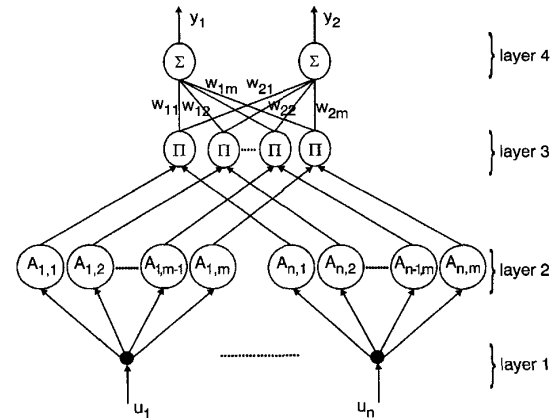 y1 y2
Σ Σ layer 4
w1m w21
w11 w12 w22 w2m
Π Π Π Π layer 3
A1,1 A1,2 A1,m-1 A1,m An,1 An,2 An-1,m An,m layer 2
layer 1
u1 un